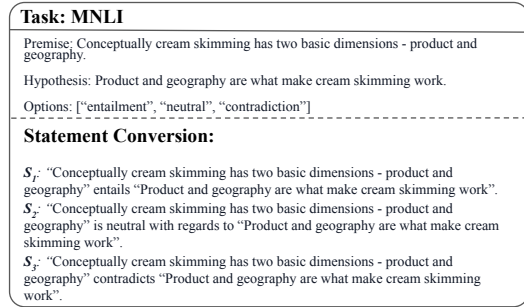 Task: MNLI
Premise: Conceptually cream skimming has two basic dimensions - product and
geography.
Hypothesis: Product and geography are what make cream skimming work.
Options: [“entailment”, “neutral”, “contradiction”]
Statement Conversion:
S1: “Conceptually cream skimming has two basic dimensions - product and
geography” entails “Product and geography are what make cream skimming work”.
S2: “Conceptually cream skimming has two basic dimensions - product and
geography” is neutral with regards to “Product and geography are what make cream
skimming work”.
S3: “Conceptually cream skimming has two basic dimensions - product and
geography” contradicts “Product and geography are what make cream skimming
work”.